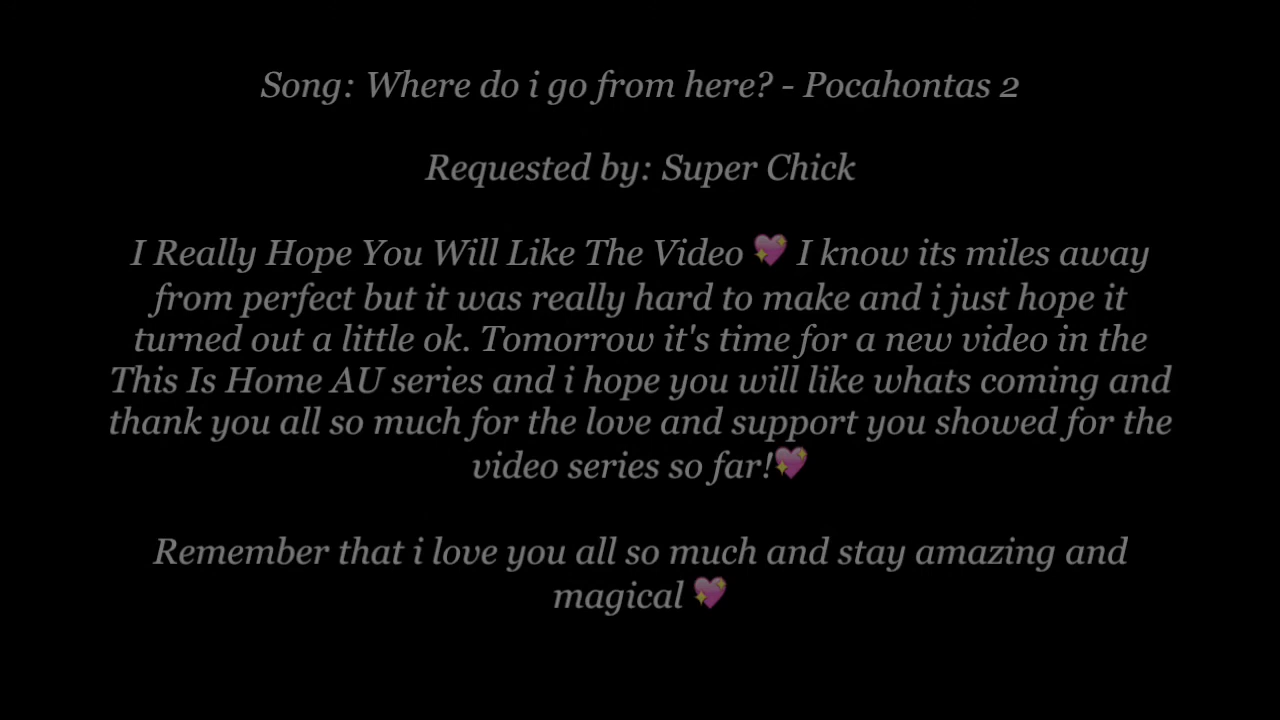 Song: Where do i go from here? - Pocahontas 2
Requested by: Super Chick
I Really Hope You Will Like The Video 💖 I know its miles away
from perfect but it was really hard to make and i just hope it
turned out a little ok. Tomorrow it's time for a new video in the
This Is Home AU series and i hope you will like whats coming and
thank you all so much for the love and support you showed for the
video series so far!💖
Remember that i love you all so much and stay amazing and
magical 💖